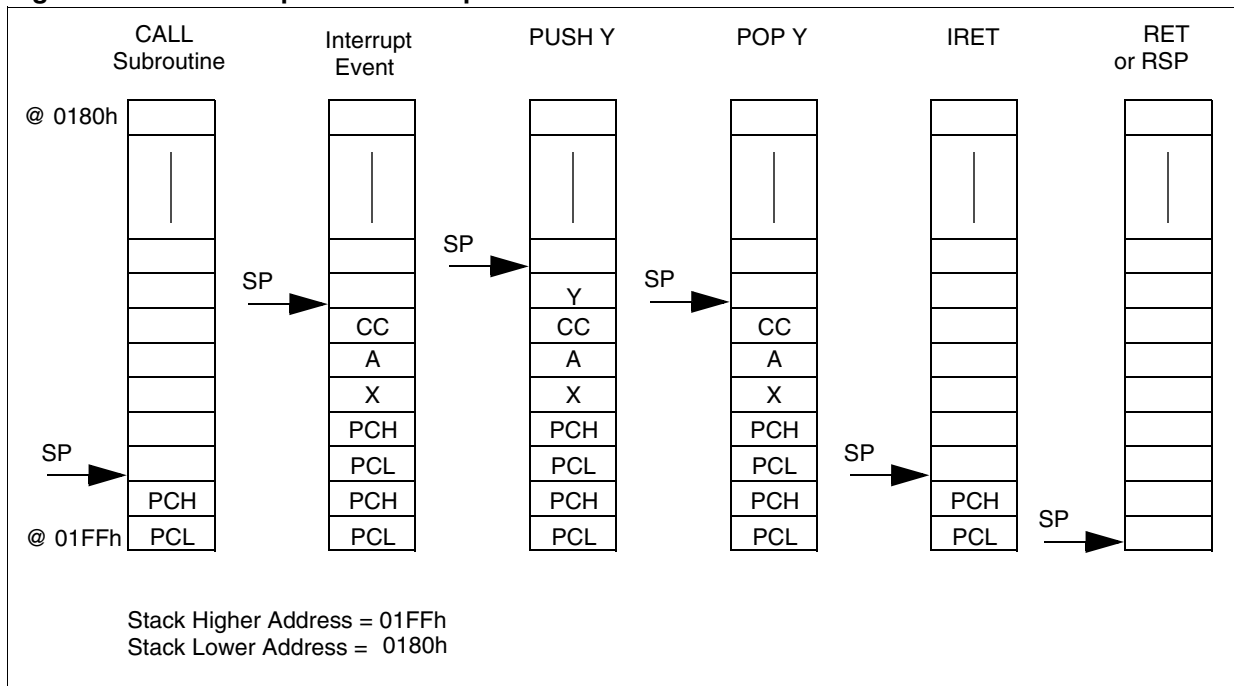 CALL
Subroutine
Interrupt
Event
PUSH Y
POP Y
IRET
RET
or RSP
@ 0180h
SP
SP
SP
Y
CC
CC
CC
A
A
A
X
X
X
PCH
PCH
PCH
SP
SP
PCL
PCL
PCL
PCH
PCH
PCH
PCH
PCH
SP
@ 01FFh
PCL
PCL
PCL
PCL
PCL
Stack Higher Address = 01FFh
Stack Lower Address = 0180h